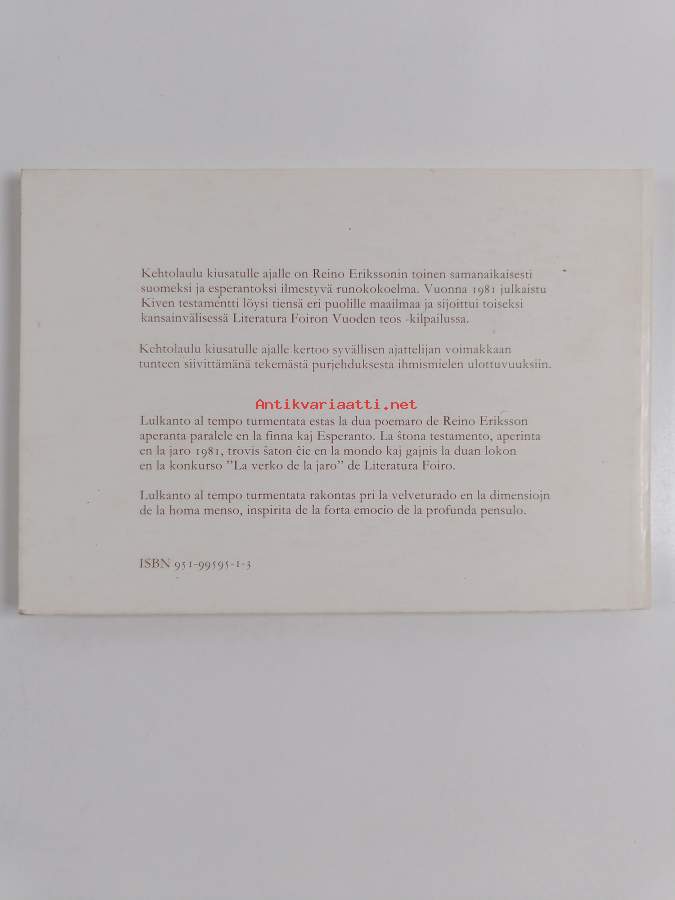 Kehtolaulu kiusatulle ajalle on Reino Erikssonin toinen samanaikaisesti
suomeksi ja esperantoksi ilmestyvä runokokoelma. Vuonna 1981 julkaistu
Kiven testamentti löysi tiensä eri puolille maailmaa ja sijoittui toiseksi
kansainvälisessä Literatura Foiron Vuoden teos -kilpailussa.
Kehtolaulu kiusatulle ajalle kertoo syvällisen ajattelijan voimakkaan
tunteen siivittämänä tekemästä purjehduksesta ihmismielen ulottuvuuksiin.
Antikvariaatti.net
Lulkanto al tempo turmentata estas la dua poemaro de Reino Eriksson
aperanta paralele en la finna kaj Esperanto. La ŝtona testamento, aperinta
en la jaro 1981, trovis ŝaton ĉie en la mondo kaj gajnis la duan lokon
en la konkurso ”La verko de la jaro” de Literatura Foiro.
Lulkanto al tempo turmentata rakontas pri la velveturado en la dimensiojn
de la homa menso, inspirita de la forta emocio de la profunda pensulo.
ISBN 951-99595-1-3